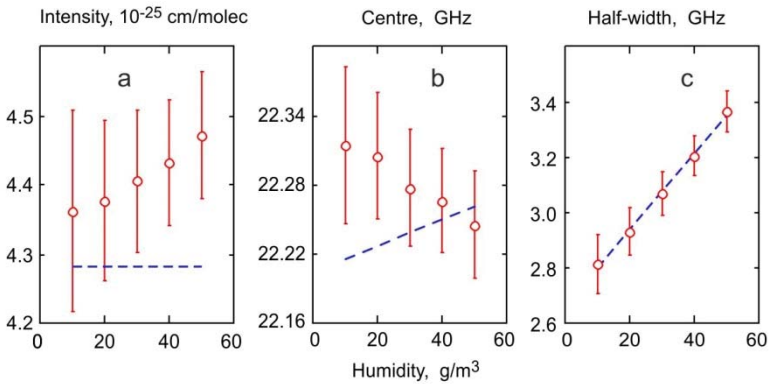 Intensity, 10⁻²⁵ cm/molec
Centre, GHz
Half-width, GHz
a
b
c
4.5
4.4
4.3
4.2
22.34
22.28
22.22
22.16
3.4
3.2
3.0
2.8
2.6
0 20 40 60
0 20 40 60
0 20 40 60
Humidity, g/m³